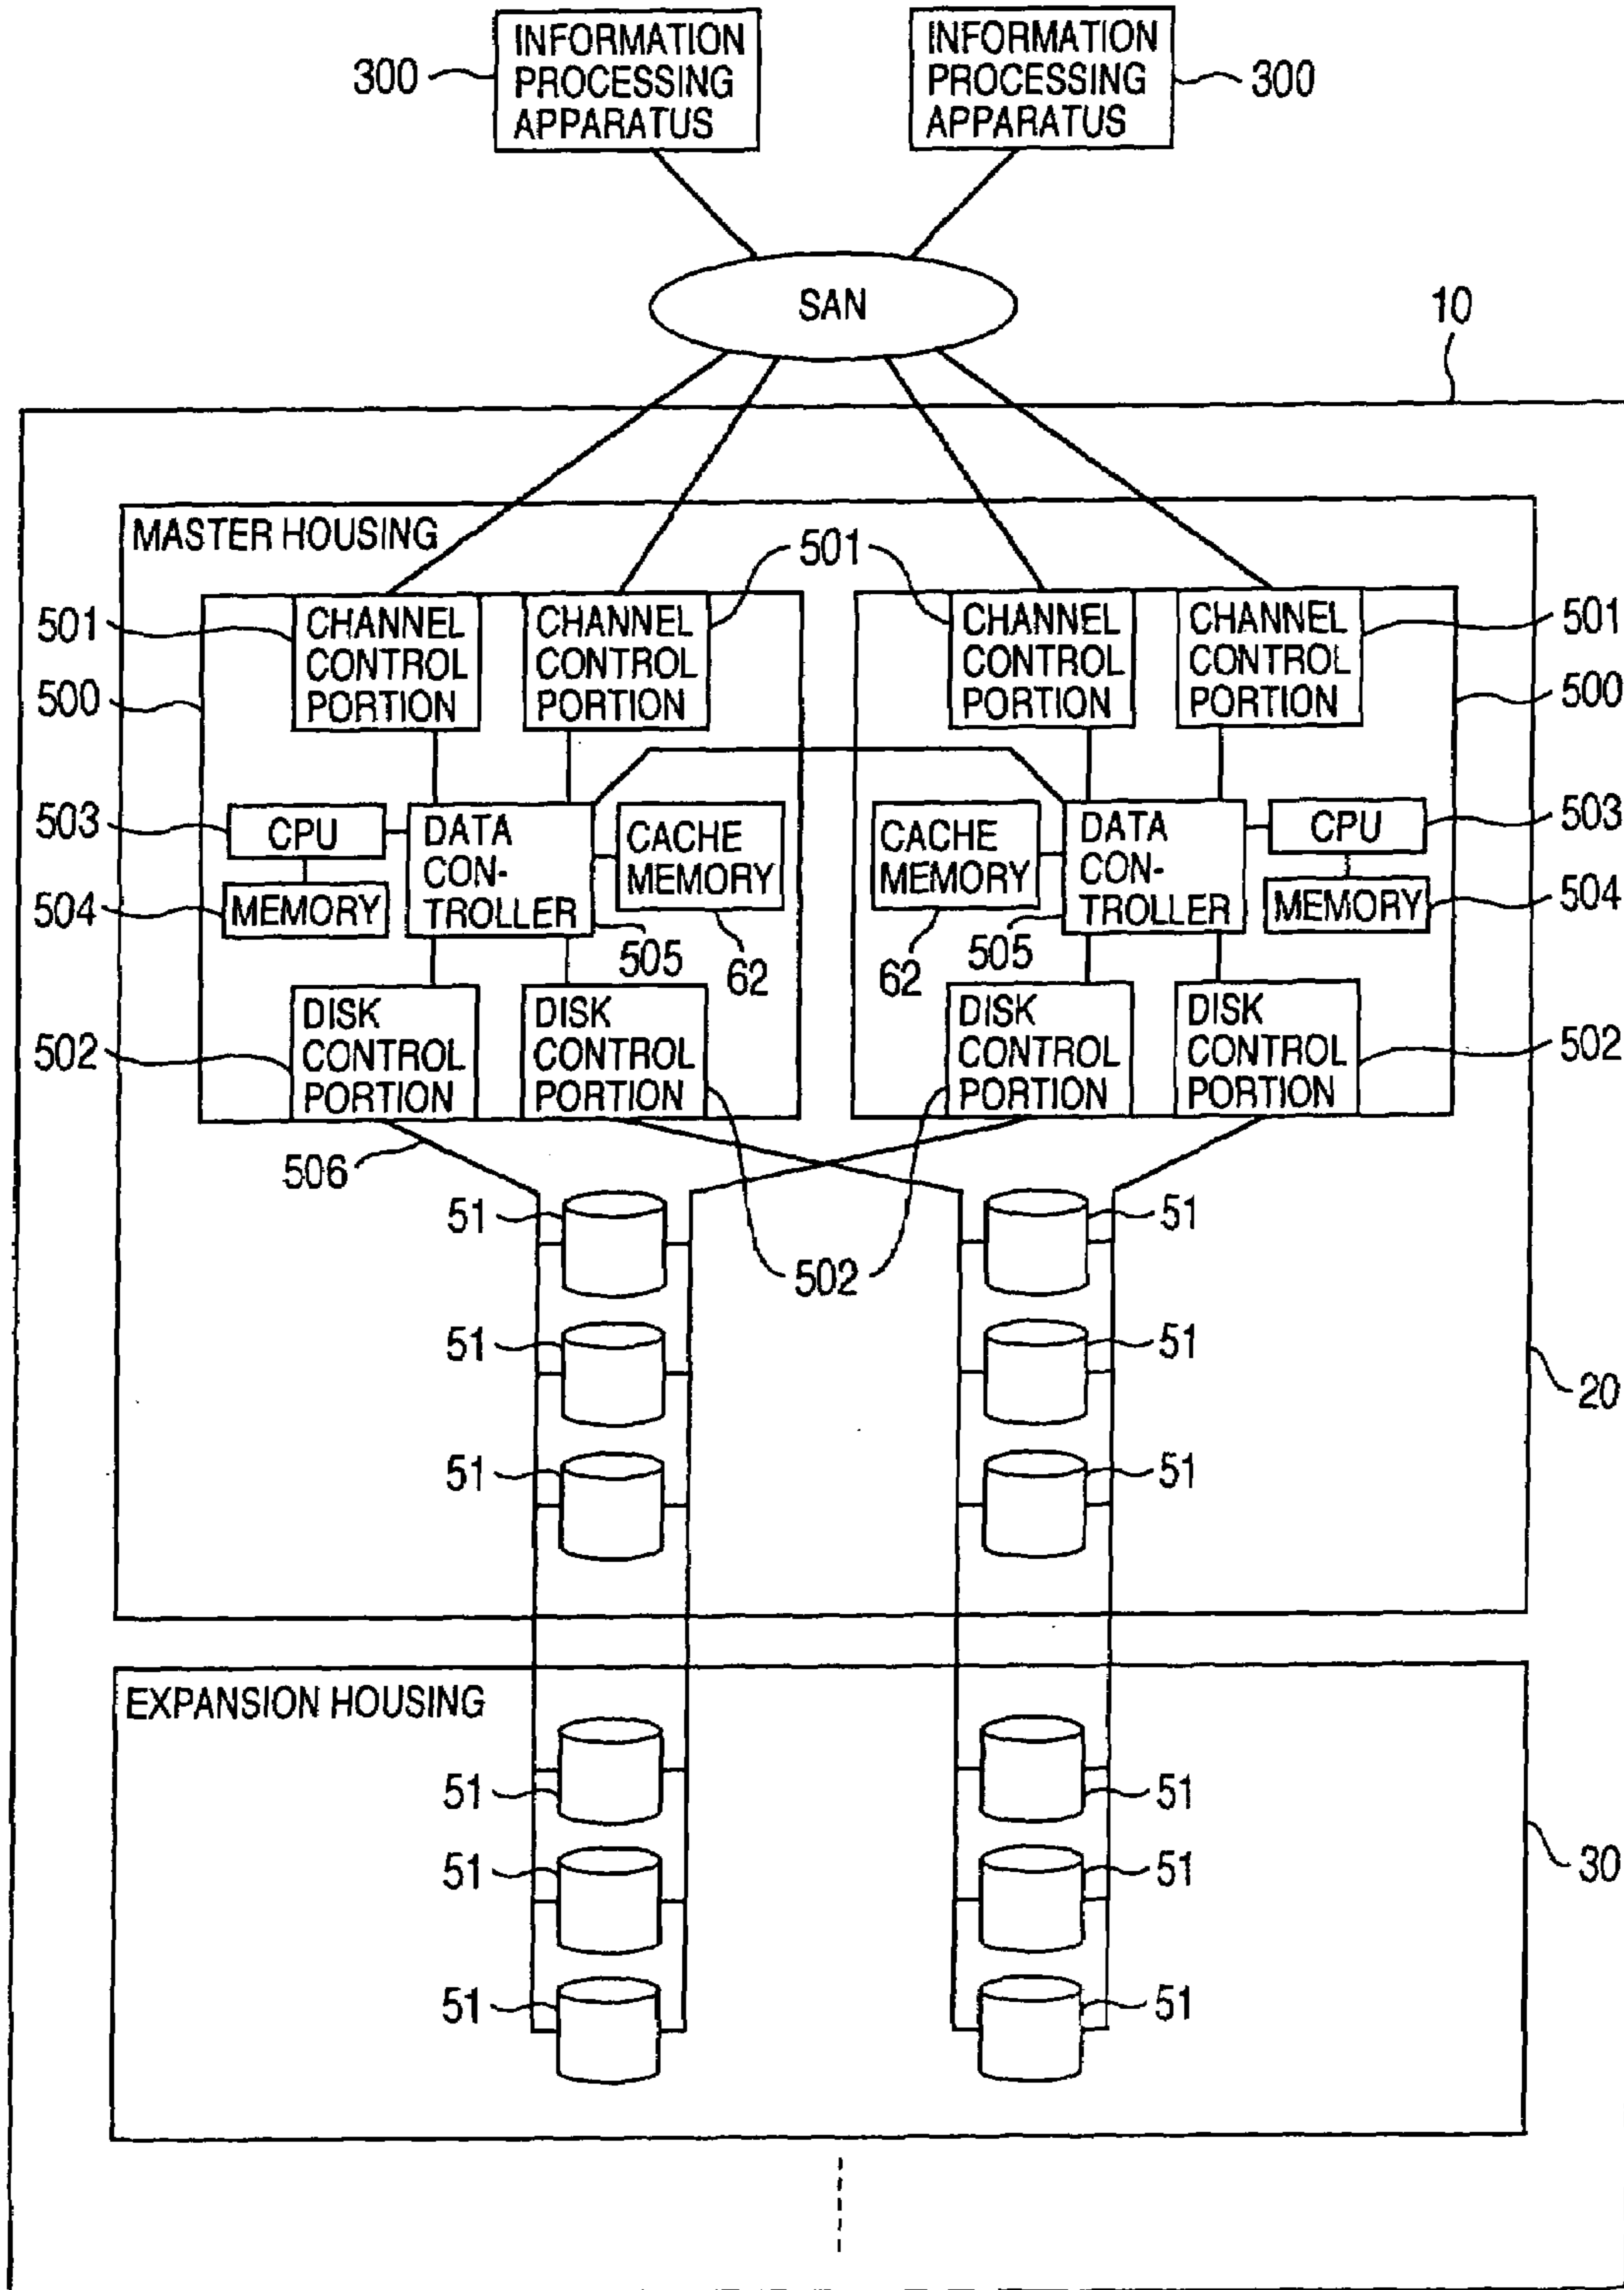 INFORMATION
PROCESSING
APPARATUS
INFORMATION
PROCESSING
APPARATUS
300
300
SAN
10
MASTER HOUSING
501
501
CHANNEL
CONTROL
PORTION
CHANNEL
CONTROL
PORTION
CHANNEL
CONTROL
PORTION
CHANNEL
CONTROL
PORTION
501
500
500
503
CPU
DATA
CON-
TROLLER
CACHE
MEMORY
CACHE
MEMORY
DATA
CON-
TROLLER
CPU
503
504
MEMORY
MEMORY
504
505
62
62
505
502
DISK
CONTROL
PORTION
DISK
CONTROL
PORTION
DISK
CONTROL
PORTION
DISK
CONTROL
PORTION
502
506
51
51
502
51
51
20
51
51
EXPANSION HOUSING
51
51
30
51
51
51
51